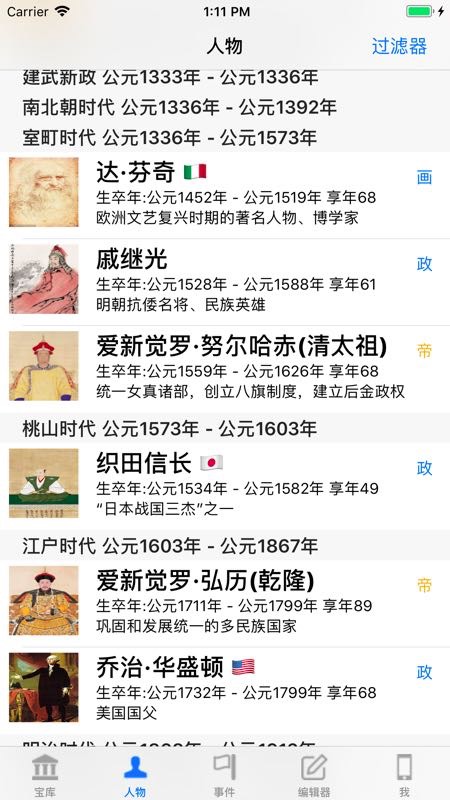 Carrier 1:11 PM
人物
过滤器
建武新政 公元1333年 - 公元1336年
南北朝时代 公元1336年 - 公元1392年
室町时代 公元1336年 - 公元1573年
达·芬奇
画
生卒年:公元1452年 - 公元1519年 享年68
欧洲文艺复兴时期的著名人物、博学家
戚继光
政
生卒年:公元1528年 - 公元1588年 享年61
明朝抗倭名将、民族英雄
爱新觉罗·努尔哈赤(清太祖)
帝
生卒年:公元1559年 - 公元1626年 享年68
统一女真诸部，创立八旗制度，建立后金政权
桃山时代 公元1573年 - 公元1603年
织田信长
政
生卒年:公元1534年 - 公元1582年 享年49
“日本战国三杰”之一
江户时代 公元1603年 - 公元1867年
爱新觉罗·弘历(乾隆)
帝
生卒年:公元1711年 - 公元1799年 享年89
巩固和发展统一的多民族国家
乔治·华盛顿
政
生卒年:公元1732年 - 公元1799年 享年68
美国国父
宝库
人物
事件
编辑器
我